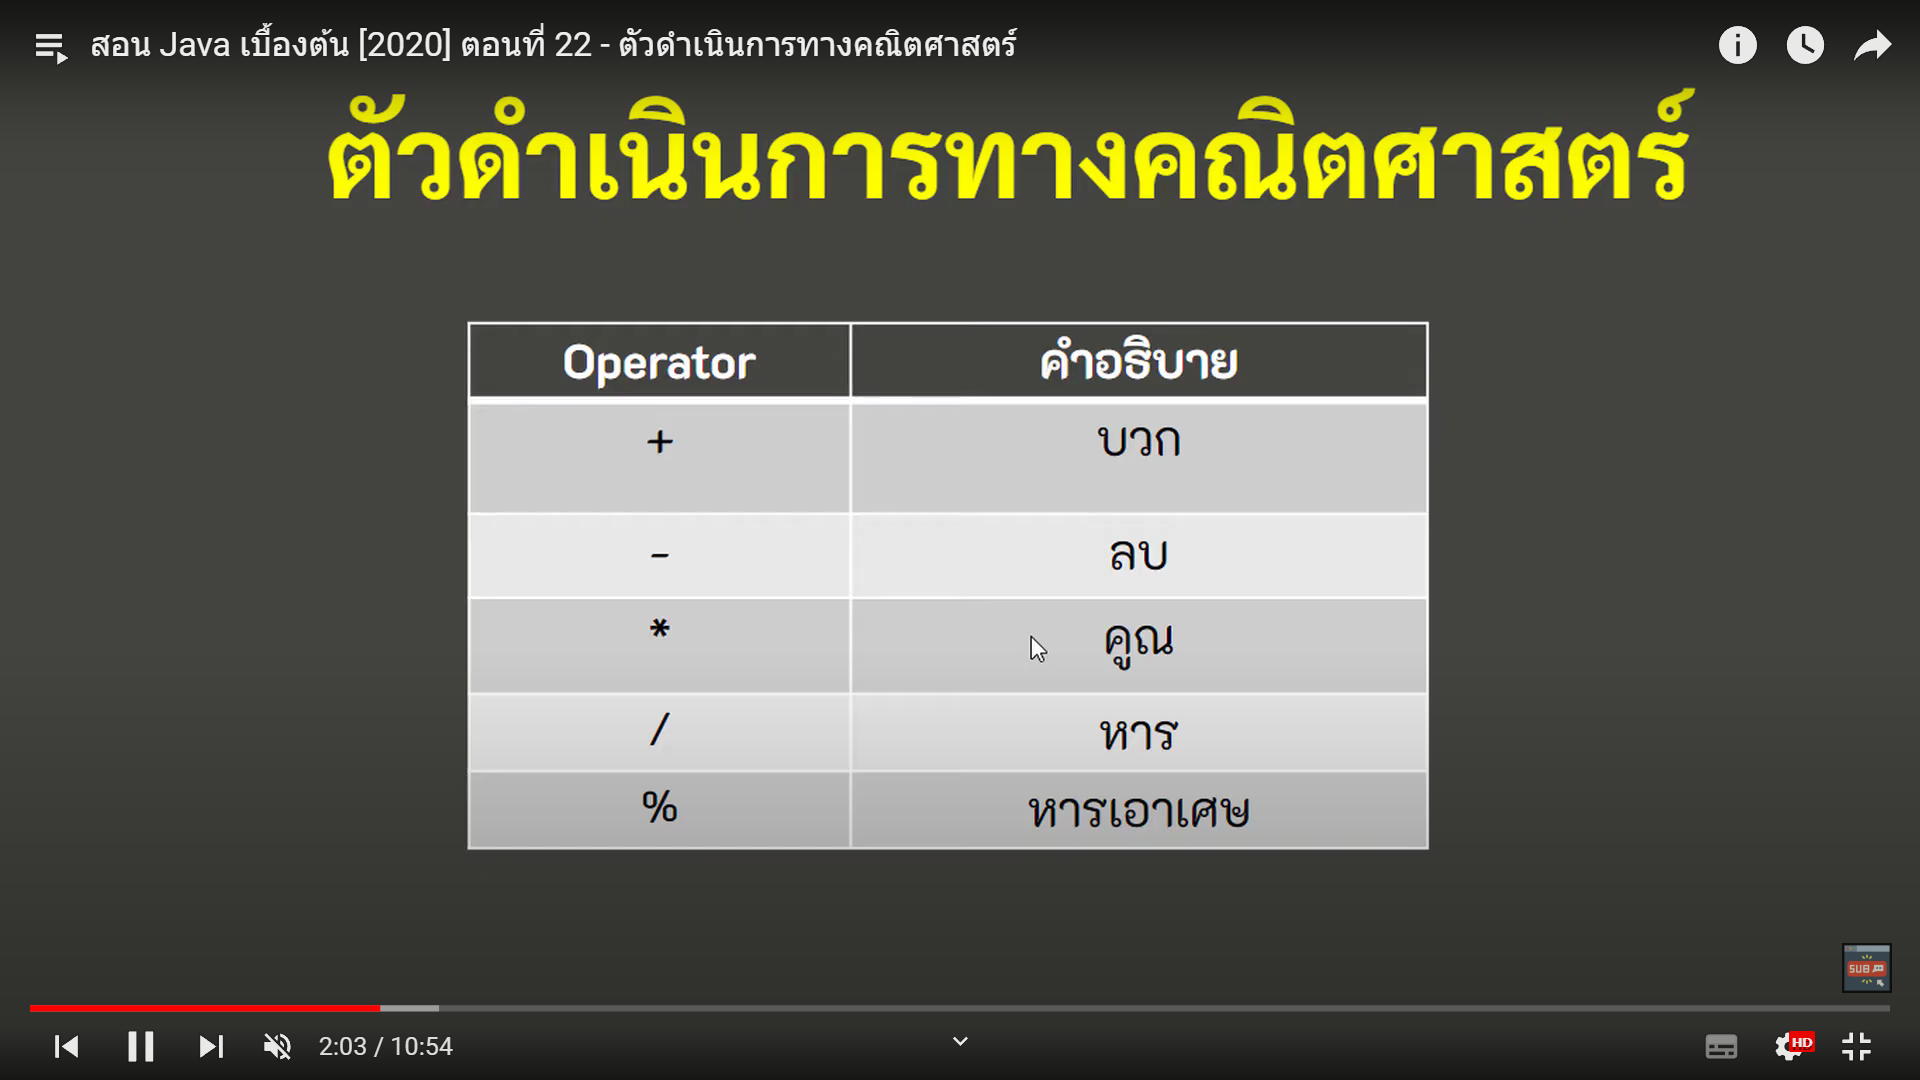 สอน Java เบื้องต้น [2020] ตอนที่ 22 - ตัวดำเนินการทางคณิตศาสตร์
ตัวดำเนินการทางคณิตศาสตร์
Operator คำอธิบาย
+ บวก
- ลบ
* คูณ
/ หาร
% หารเอาเศษ
SUB
2:03 / 10:54
HD